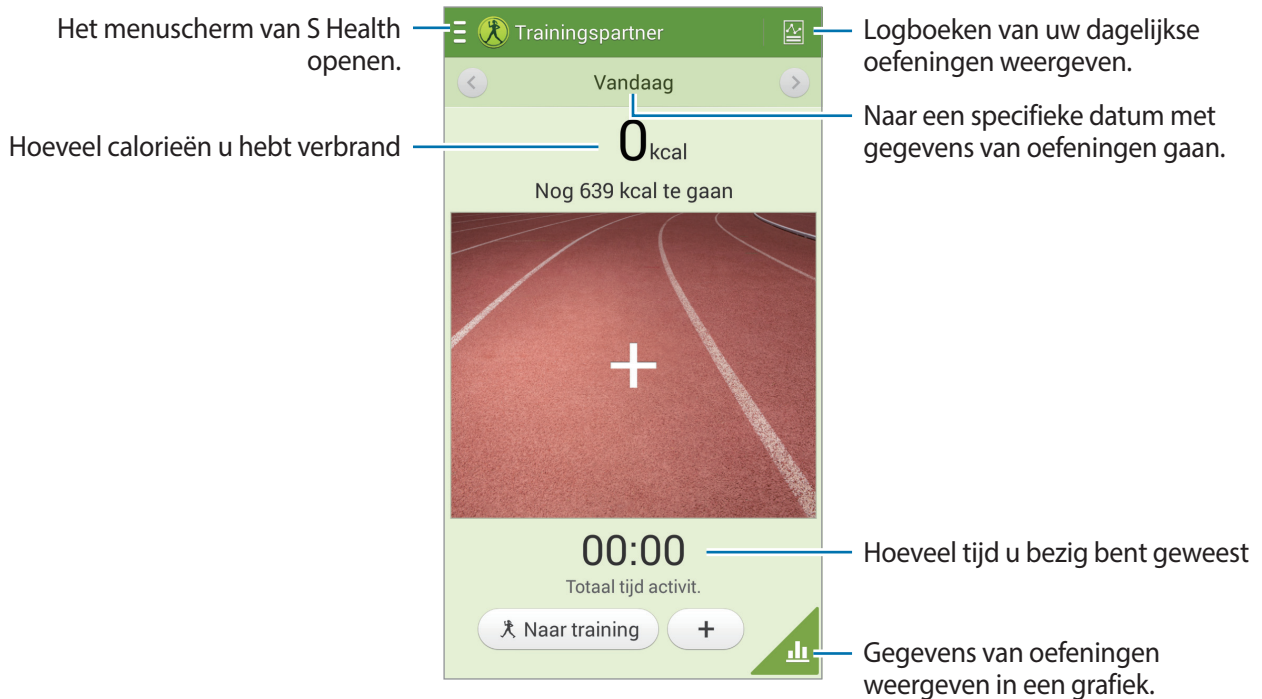 Het menuscherm van S Health
openen.
Trainingspartner
Logboeken van uw dagelijkse
oefeningen weergeven.
Vandaag
Naar een specifieke datum met
gegevens van oefeningen gaan.
Hoeveel calorieën u hebt verbrand
0 kcal
Nog 639 kcal te gaan
00:00
Hoeveel tijd u bezig bent geweest
Totaal tijd activit.
Naar training
+
Gegevens van oefeningen
weergeven in een grafiek.